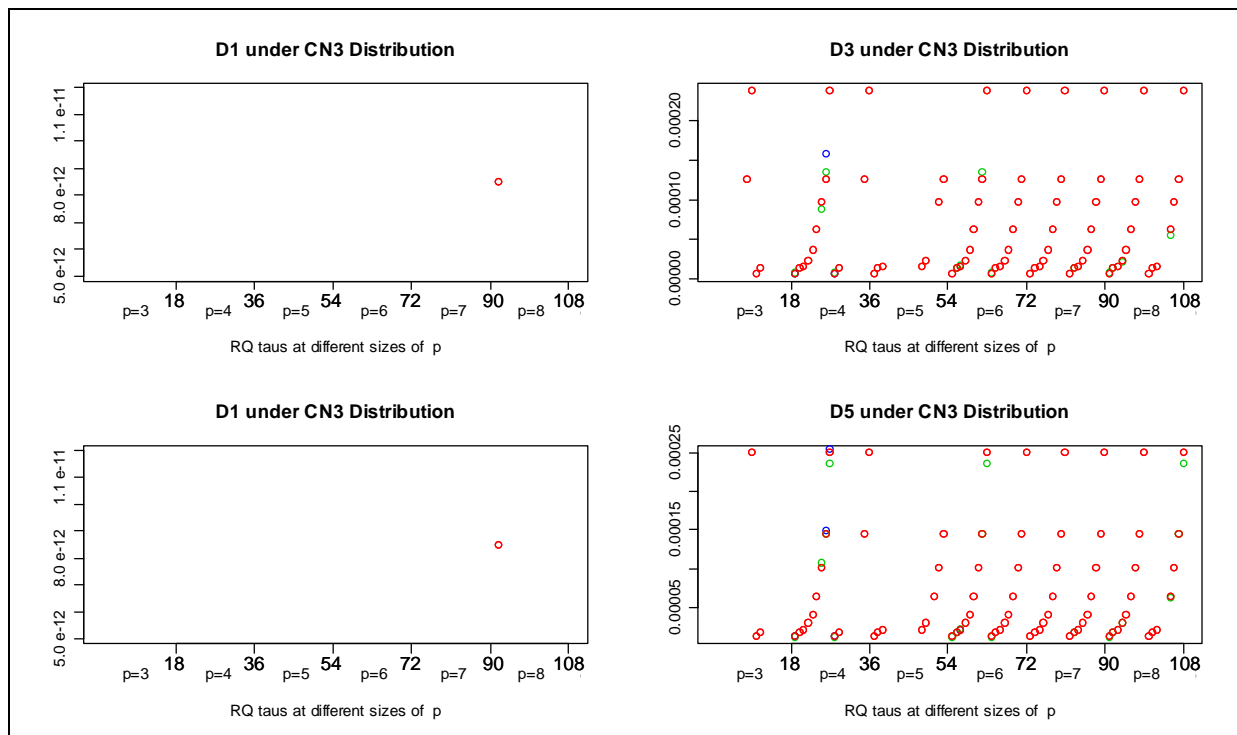 D1 under CN3 Distribution
1.1 e-11
8.0 e-12
5.0 e-12
18 36 54 72 90 108
p=3 p=4 p=5 p=6 p=7 p=8
RQ taus at different sizes of p
D3 under CN3 Distribution
0.00020
0.00010
0.00000
18 36 54 72 90 108
p=3 p=4 p=5 p=6 p=7 p=8
RQ taus at different sizes of p
D1 under CN3 Distribution
1.1 e-11
8.0 e-12
5.0 e-12
18 36 54 72 90 108
p=3 p=4 p=5 p=6 p=7 p=8
RQ taus at different sizes of p
D5 under CN3 Distribution
0.00025
0.00015
0.00005
18 36 54 72 90 108
p=3 p=4 p=5 p=6 p=7 p=8
RQ taus at different sizes of p